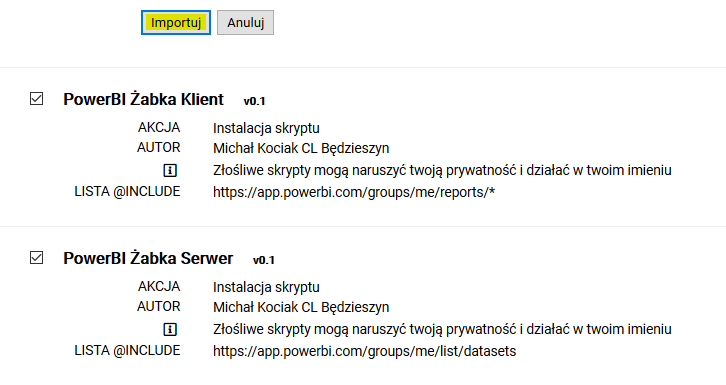 Importuj Anuluj
PowerBI Żabka Klient v0.1
AKCJA Instalacja skryptu
AUTOR Michał Kociak CL Będzieszyn
Złośliwe skrypty mogą naruszyć twoją prywatność i działać w twoim imieniu
LISTA @INCLUDE https://app.powerbi.com/groups/me/reports/*
PowerBI Żabka Serwer v0.1
AKCJA Instalacja skryptu
AUTOR Michał Kociak CL Będzieszyn
Złośliwe skrypty mogą naruszyć twoją prywatność i działać w twoim imieniu
LISTA @INCLUDE https://app.powerbi.com/groups/me/list/datasets